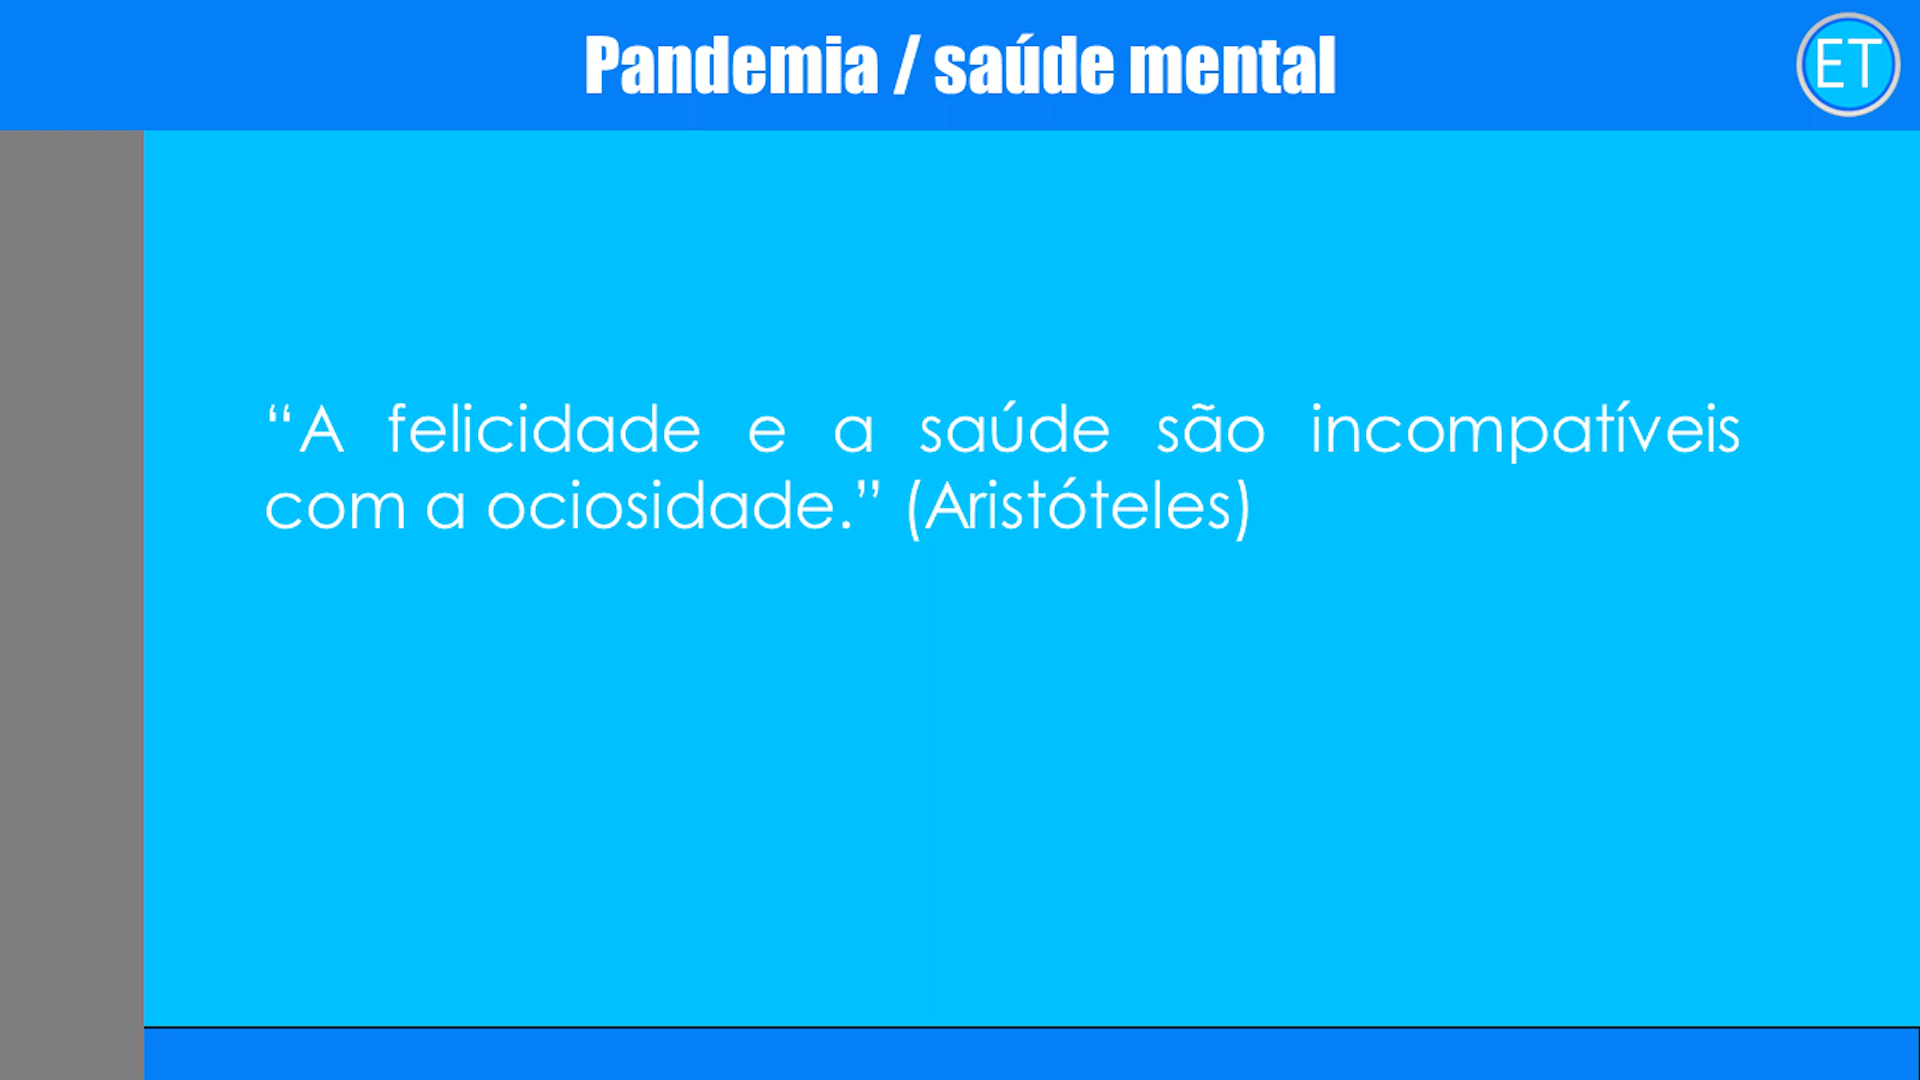 Pandemia / saúde mental
ET
“A felicidade e a saúde são incompatíveis
com a ociosidade.” (Aristóteles)